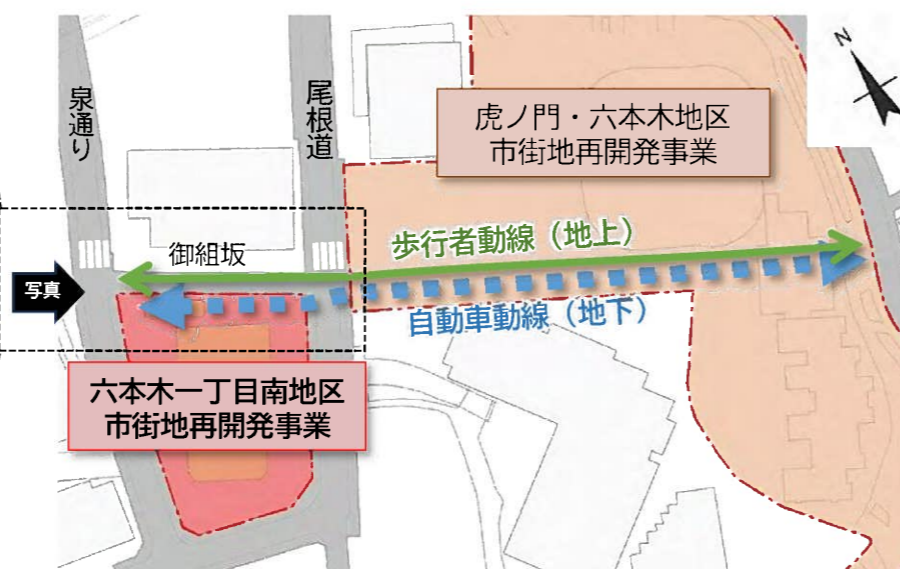 泉通り
尾根道
N
虎ノ門・六本木地区
市街地再開発事業
御組坂
歩行者動線（地上）
写真
自動車動線（地下）
六本木一丁目南地区
市街地再開発事業